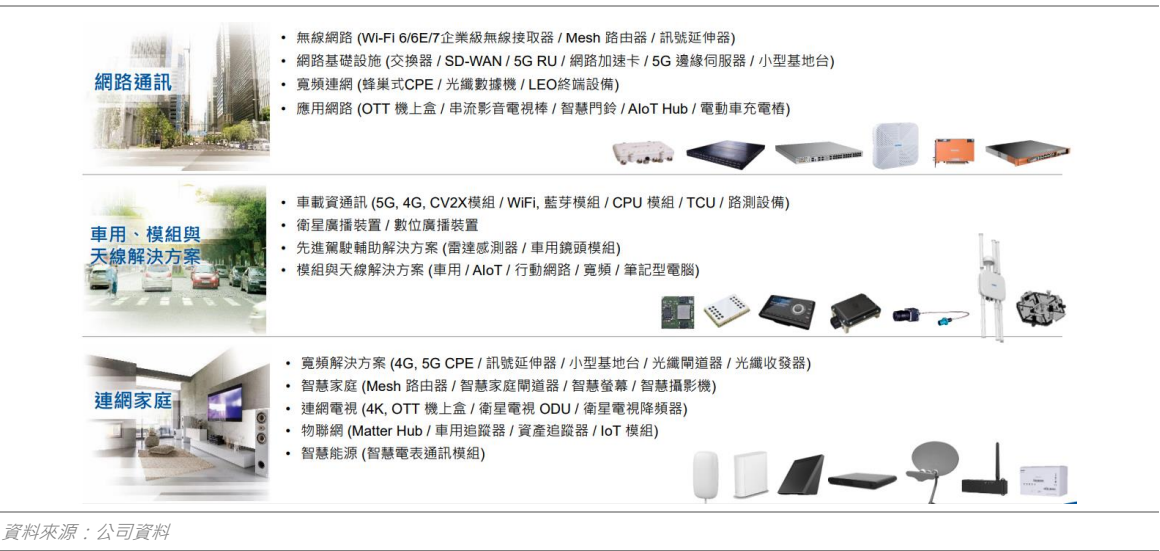 網路通訊
• 無線網路 (Wi-Fi 6/6E/7企業級無線接取器 / Mesh 路由器 / 訊號延伸器)
• 網路基礎設施 (交換器 / SD-WAN / 5G RU / 網路加速卡 / 5G 邊緣伺服器 / 小型基地台)
• 寬頻連網 (蜂巢式CPE / 光纖數據機 / LEO終端設備)
• 應用網路 (OTT 機上盒 / 串流影音電視棒 / 智慧門鈴 / AIoT Hub / 電動車充電樁)
車用、模組與
天線解決方案
• 車載資通訊 (5G, 4G, CV2X模組 / WiFi, 藍芽模組 / CPU 模組 / TCU / 路測設備)
• 衛星廣播裝置 / 數位廣播裝置
• 先進駕駛輔助解決方案 (雷達感測器 / 車用鏡頭模組)
• 模組與天線解決方案 (車用 / AIoT / 行動網路 / 寬頻 / 筆記型電腦)
連網家庭
• 寬頻解決方案 (4G, 5G CPE / 訊號延伸器 / 小型基地台 / 光纖閘道器 / 光纖收發器)
• 智慧家庭 (Mesh 路由器 / 智慧家庭閘道器 / 智慧螢幕 / 智慧攝影機)
• 連網電視 (4K, OTT 機上盒 / 衛星電視 ODU / 衛星電視降頻器)
• 物聯網 (Matter Hub / 車用追蹤器 / 資產追蹤器 / IoT 模組)
• 智慧能源 (智慧電表通訊模組)
資料來源：公司資料